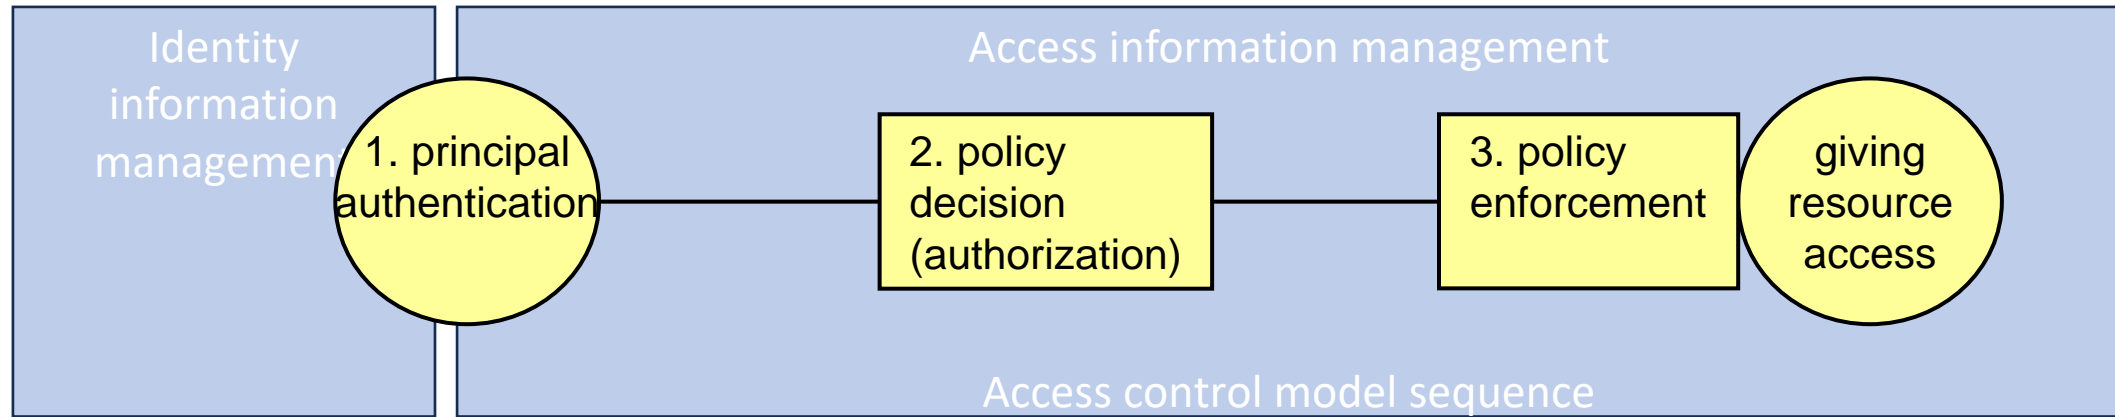 Identity
information
management
Access information management
1. principal
authentication
2. policy
decision
(authorization)
3. policy
enforcement
giving
resource
access
Access control model sequence